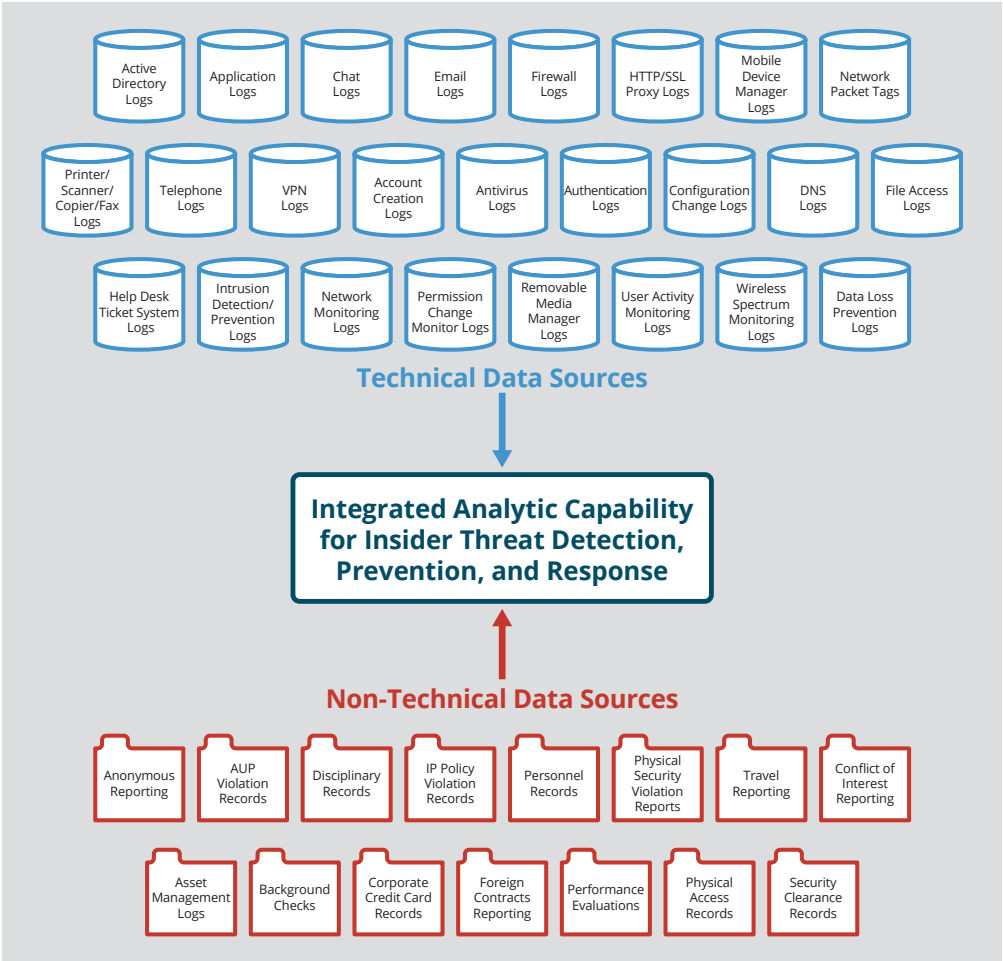 Active
Directory
Logs
Application
Logs
Chat
Logs
Email
Logs
Firewall
Logs
HTTP/SSL
Proxy Logs
Mobile
Device
Manager
Logs
Network
Packet Tags
Printer/
Scanner/
Copier/Fax
Logs
Telephone
Logs
VPN
Logs
Account
Creation
Logs
Antivirus
Logs
Authentication
Logs
Configuration
Change Logs
DNS
Logs
File Access
Logs
Help Desk
Ticket System
Logs
Intrusion
Detection/
Prevention
Logs
Network
Monitoring
Logs
Permission
Change
Monitor Logs
Removable
Media
Manager
Logs
User Activity
Monitoring
Logs
Wireless
Spectrum
Monitoring
Logs
Data Loss
Prevention
Logs
Technical Data Sources
Integrated Analytic Capability
for Insider Threat Detection,
Prevention, and Response
Non-Technical Data Sources
Anonymous
Reporting
AUP
Violation
Records
Disciplinary
Records
IP Policy
Violation
Records
Personnel
Records
Physical
Security
Violation
Reports
Travel
Reporting
Conflict of
Interest
Reporting
Asset
Management
Logs
Background
Checks
Corporate
Credit Card
Records
Foreign
Contracts
Reporting
Performance
Evaluations
Physical
Access
Records
Security
Clearance
Records